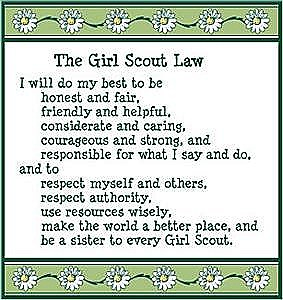 The Girl Scout Law
I will do my best to be
honest and fair,
friendly and helpful,
considerate and caring,
courageous and strong, and
responsible for what I say and do,
and to
respect myself and others,
respect authority,
use resources wisely,
make the world a better place, and
be a sister to every Girl Scout.